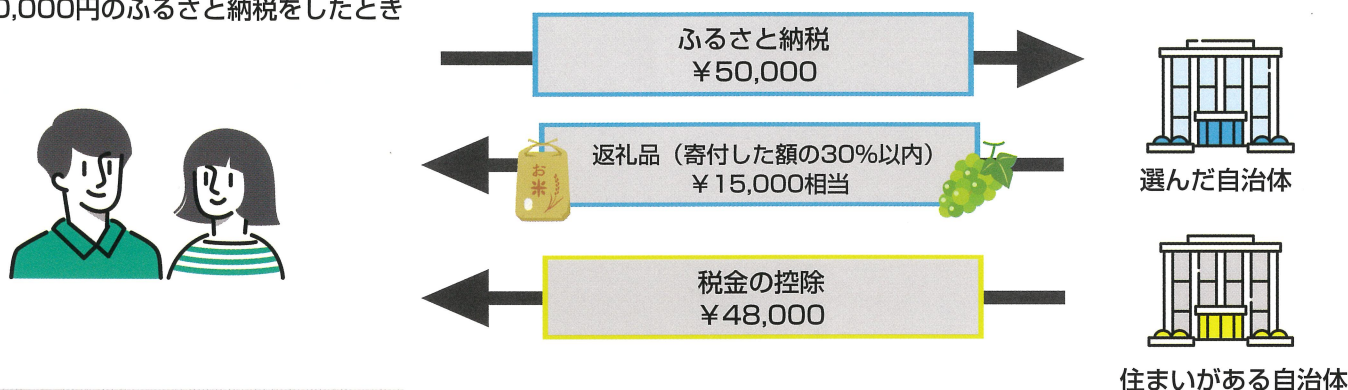 0,000円のふるさと納税をしたとき
ふるさと納税
￥50,000
返礼品（寄付した額の30%以内）
￥15,000相当
お米
選んだ自治体
税金の控除
￥48,000
住まいがある自治体